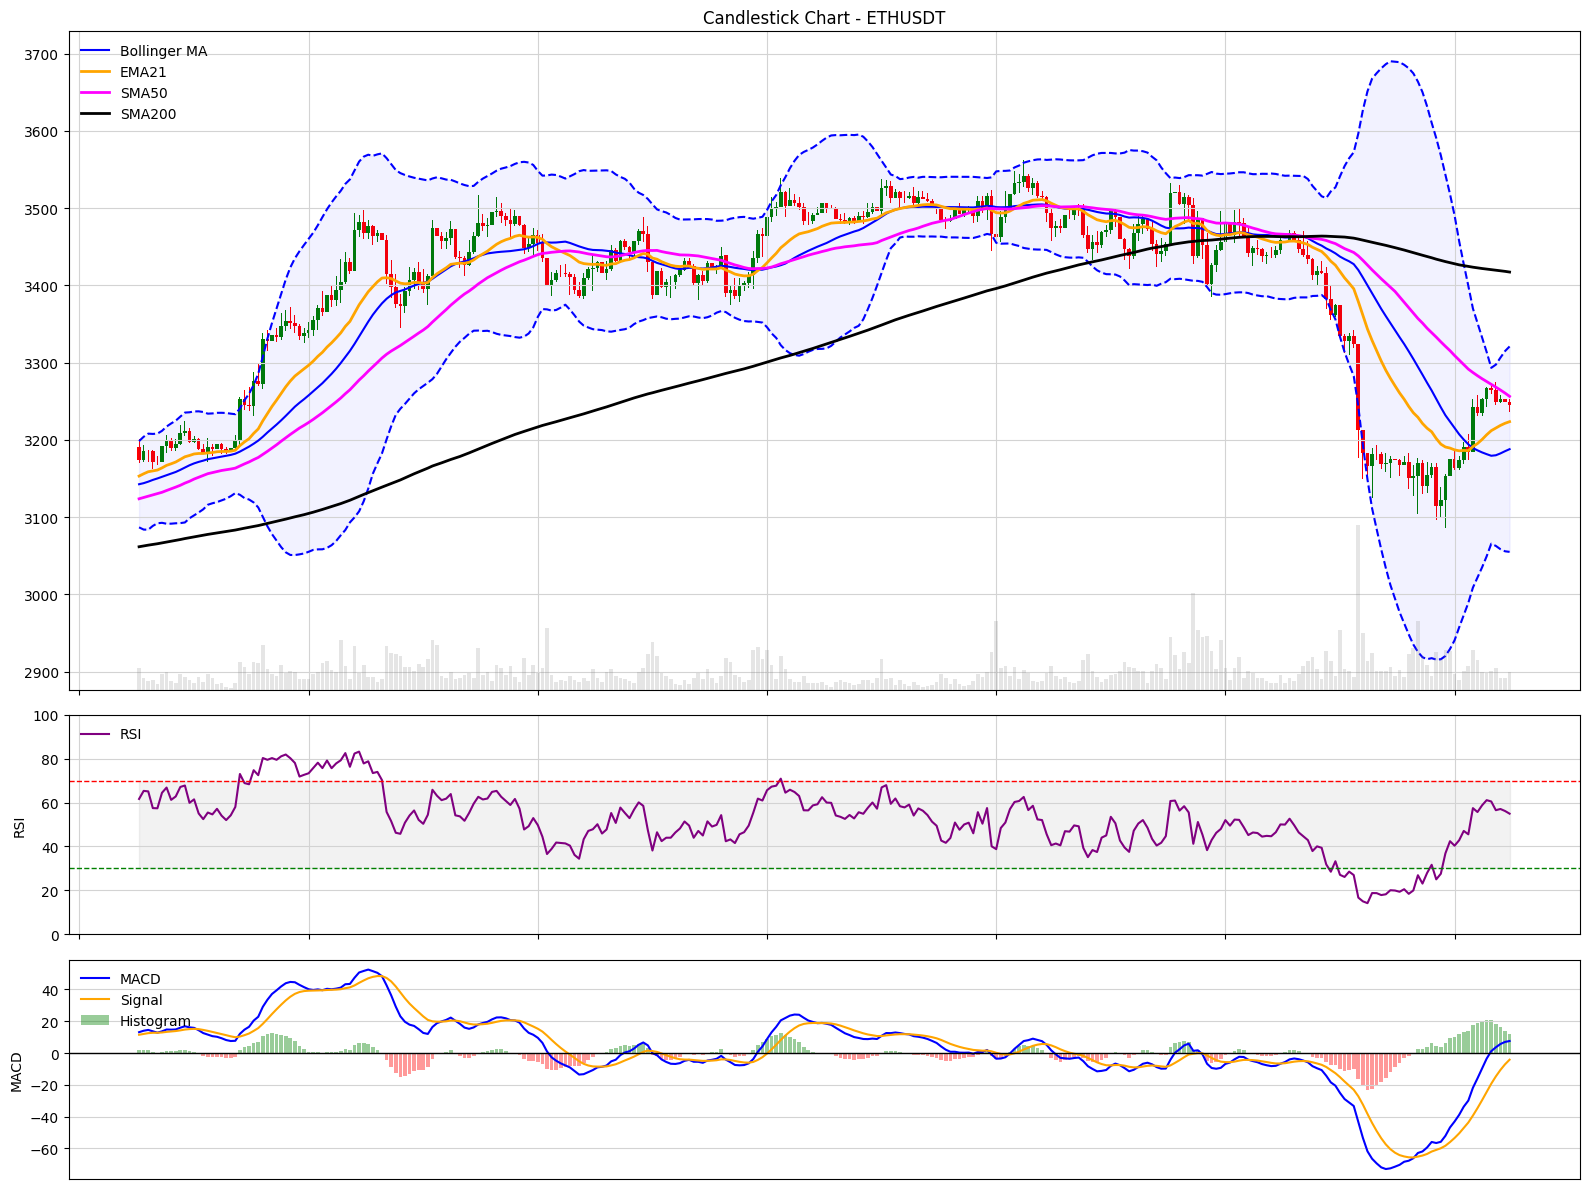 Candlestick Chart - ETHUSDT
Bollinger MA
EMA21
SMA50
SMA200
3700
3600
3500
3400
3300
3200
3100
3000
2900
RSI
RSI
100
80
60
40
20
0
MACD
Signal
Histogram
MACD
40
20
0
−20
−40
−60